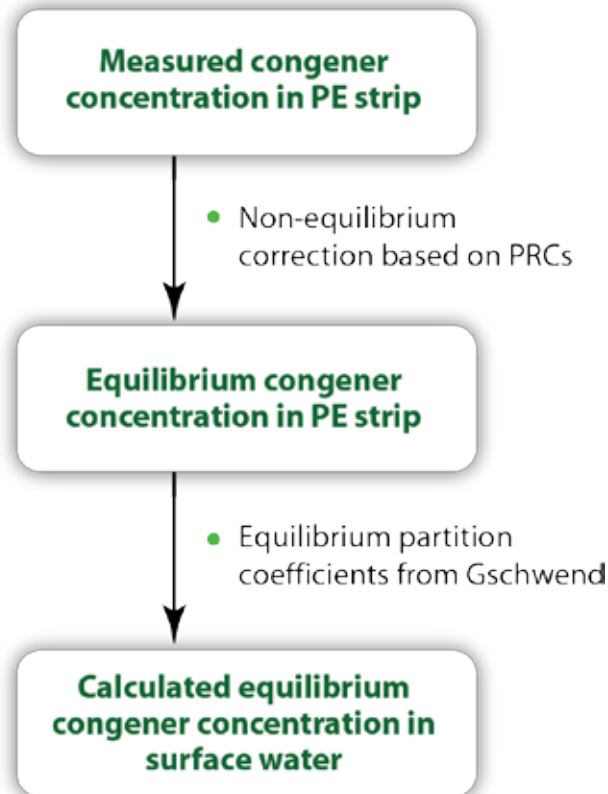 Measured congener
concentration in PE strip
• Non-equilibrium
correction based on PRCs
Equilibrium congener
concentration in PE strip
• Equilibrium partition
coefficients from Gschwend
Calculated equilibrium
congener concentration in
surface water